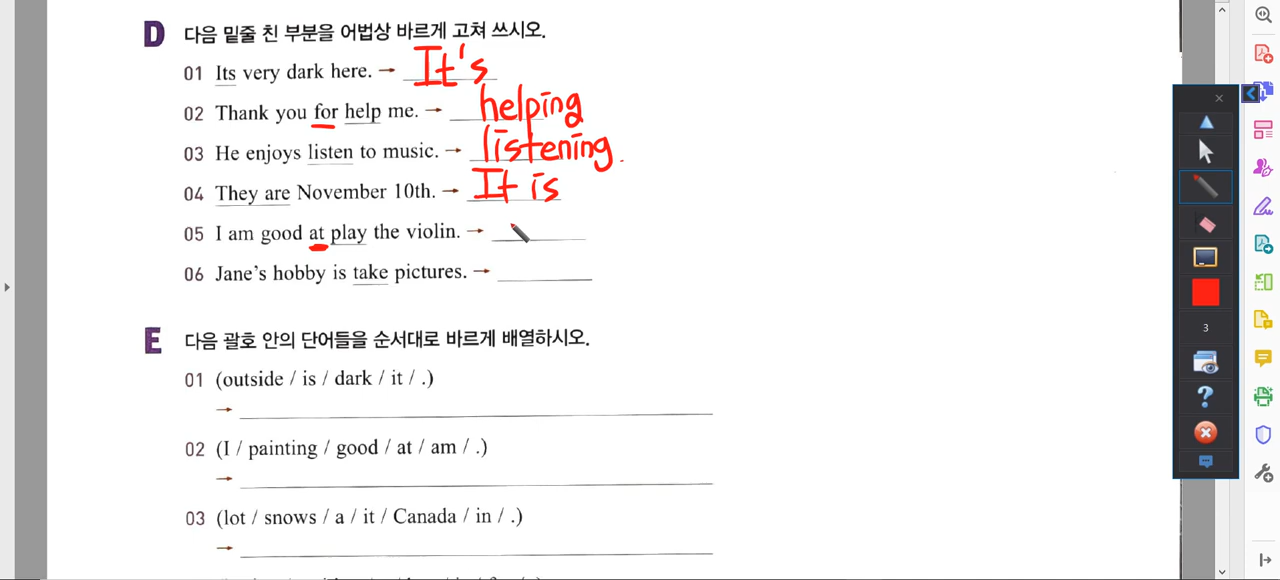 D 다음 밑줄 친 부분을 어법상 바르게 고쳐 쓰시오.
01 Its very dark here. → It's
02 Thank you for help me. → helping
03 He enjoys listen to music. → listening.
04 They are November 10th. → It is
05 I am good at play the violin. →
06 Jane's hobby is take pictures. →
E 다음 괄호 안의 단어들을 순서대로 바르게 배열하시오.
01 (outside / is / dark / it / .)
→
02 (I / painting / good / at / am / .)
→
03 (lot / snows / a / it / Canada / in / .)
→
3